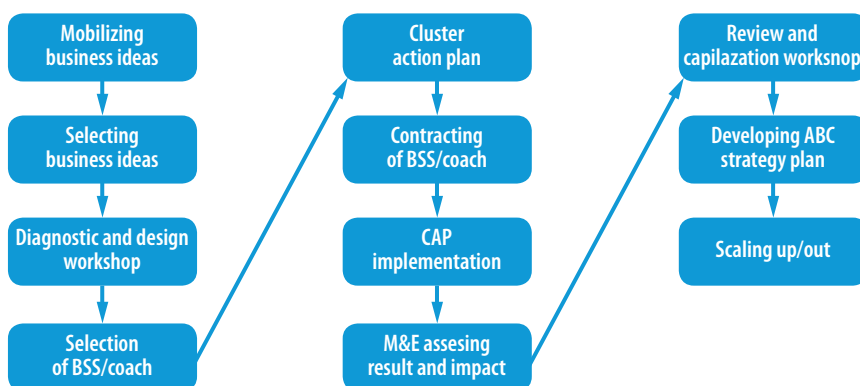 Mobilizing
business ideas
Selecting
business ideas
Diagnostic and design
workshop
Selection
of BSS/coach
Cluster
action plan
Contracting
of BSS/coach
CAP
implementation
M&E assesing
result and impact
Review and
capilazation worksnop
Developing ABC
strategy plan
Scaling up/out